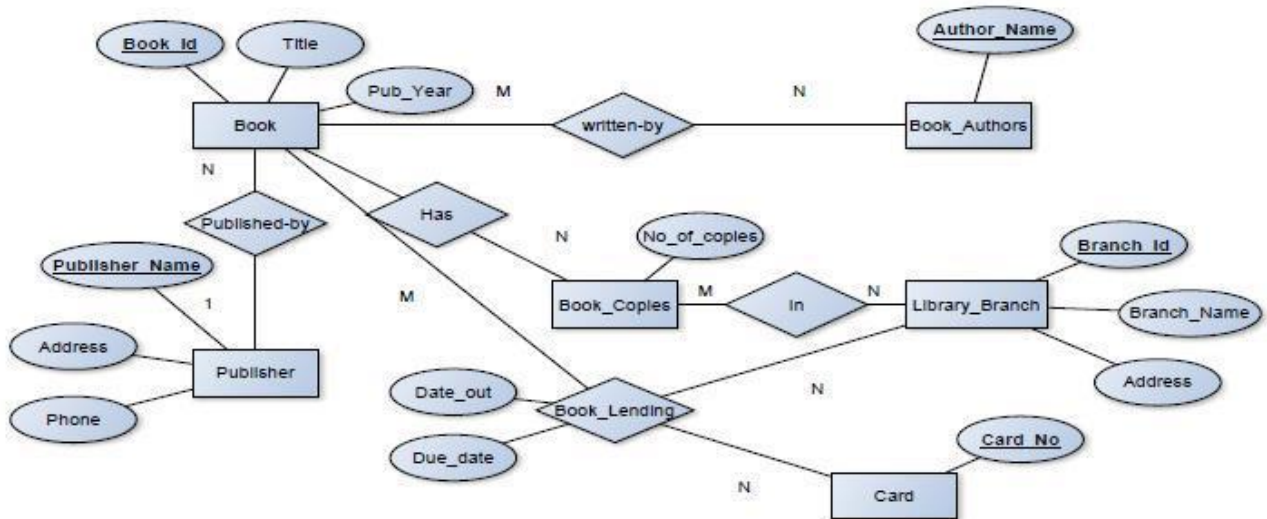 Author_Name
Book_Id
Title
Pub_Year
M
N
Book
written-by
Book_Authors
N
Published-by
Has
N
No_of_copies
Branch_Id
Publisher_Name
1
M
Book_Copies
M
In
N
Library_Branch
Branch_Name
Address
Publisher
Date_out
N
Address
Phone
Book_Lending
Due_date
Card_No
N
Card